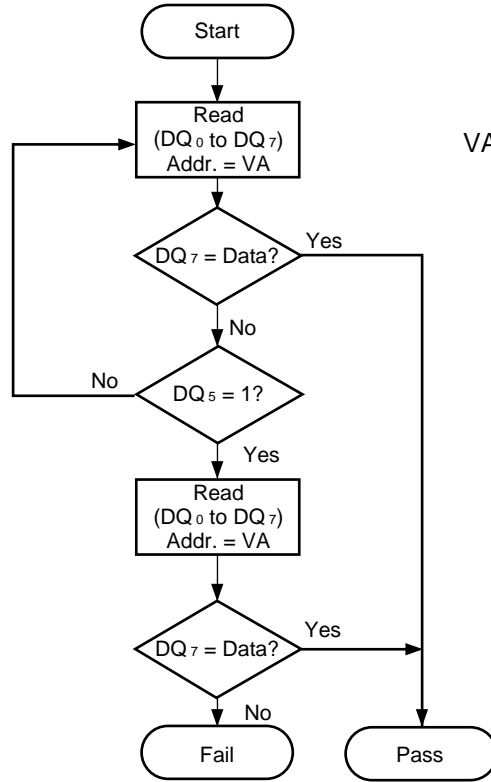 Start
Read
(DQ0 to DQ7)
Addr. = VA
VA
DQ7 = Data?
Yes
No
No
DQ5 = 1?
Yes
Read
(DQ0 to DQ7)
Addr. = VA
DQ7 = Data?
Yes
No
Fail
Pass